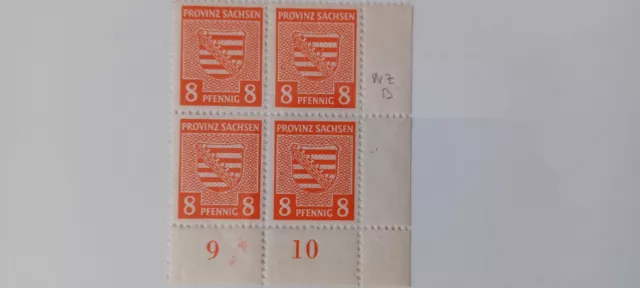 PROVINZ SACHSEN PROVINZ SACHSEN
8 PFENNIG 8 8 PFENNIG 8
WZ
B
PROVINZ SACHSEN PROVINZ SACHSEN
8 PFENNIG 8 8 PFENNIG 8
9 10